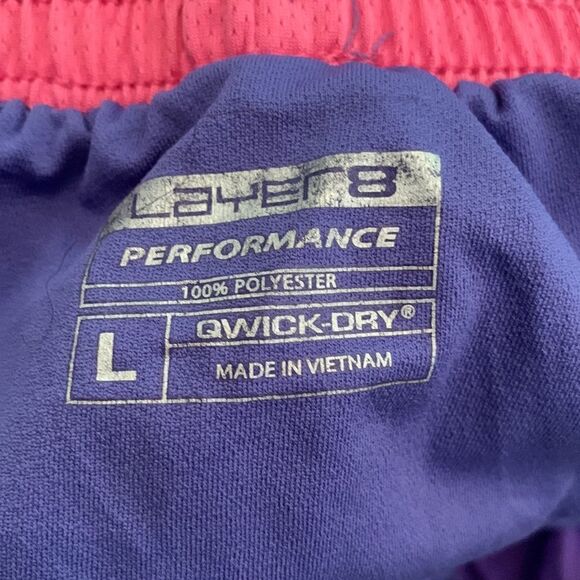 Layer8
PERFORMANCE
100% POLYESTER
L
QWICK-DRY®
MADE IN VIETNAM